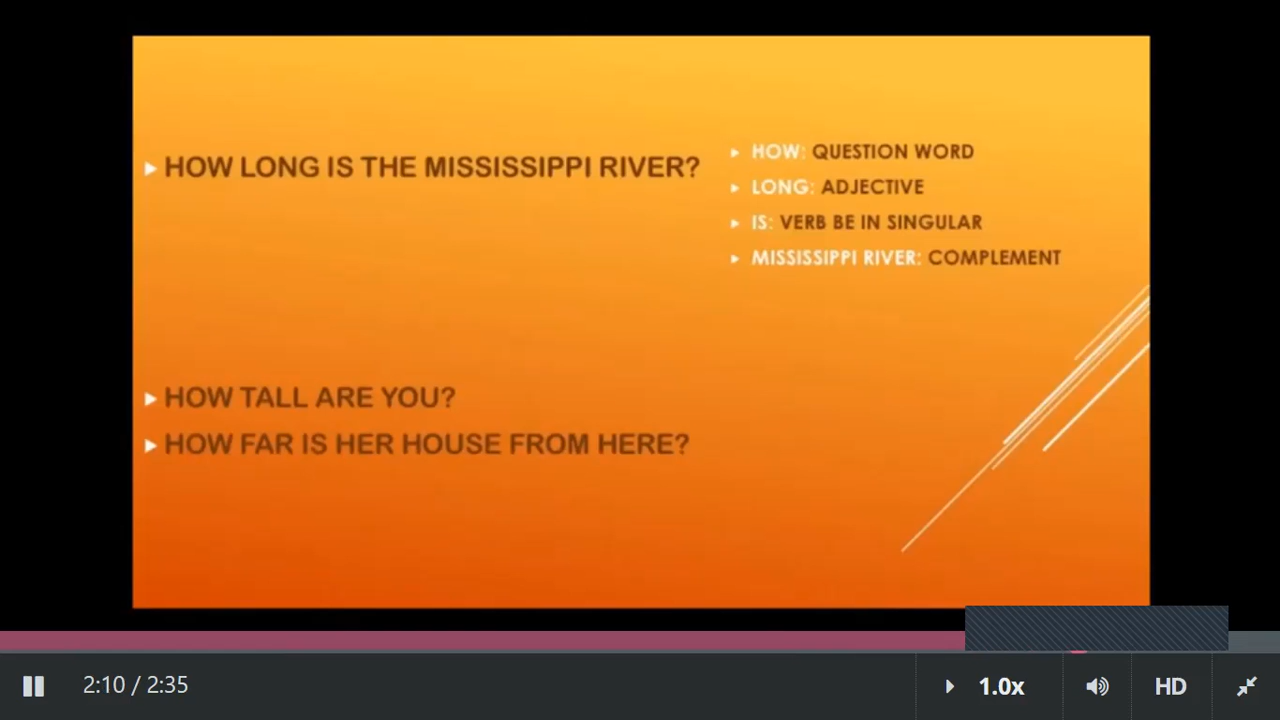 HOW LONG IS THE MISSISSIPPI RIVER?
HOW: QUESTION WORD
LONG: ADJECTIVE
IS: VERB BE IN SINGULAR
MISSISSIPPI RIVER: COMPLEMENT
HOW TALL ARE YOU?
HOW FAR IS HER HOUSE FROM HERE?
2:10 / 2:35
1.0x
HD